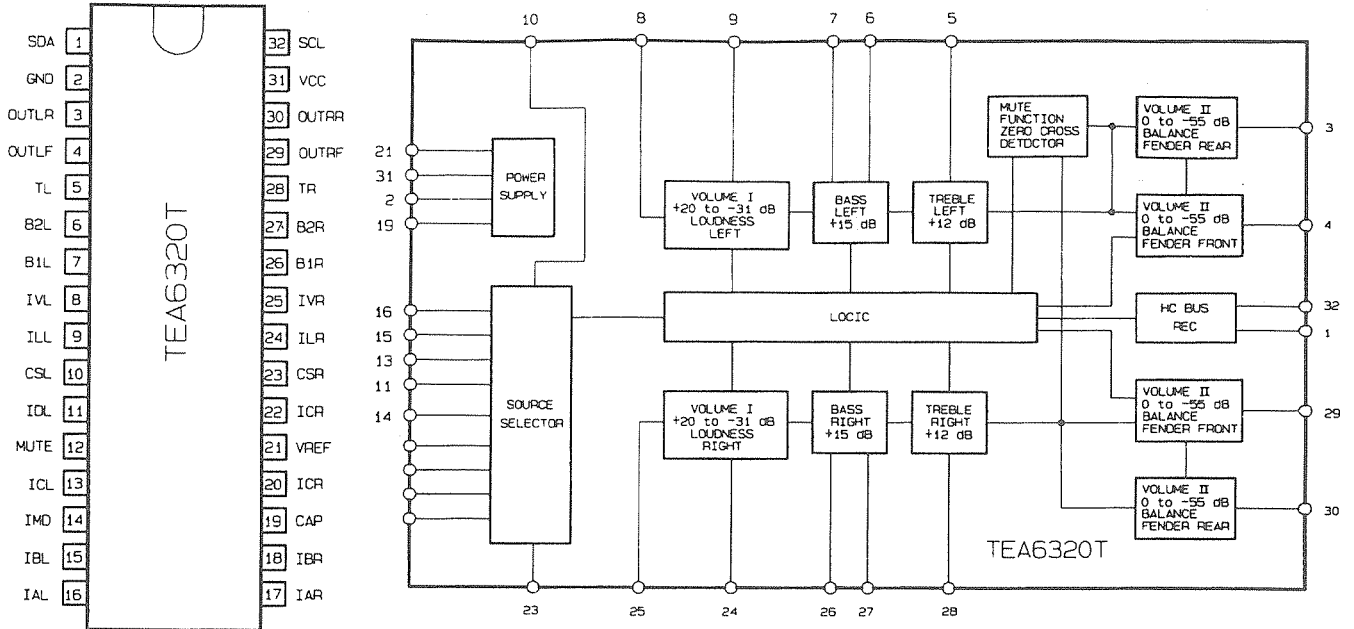 SDA 1
GND 2
OUTLR 3
OUTLF 4
TL 5
B2L 6
B1L 7
IVL 8
ILL 9
CSL 10
IDL 11
MUTE 12
ICL 13
IMD 14
IBL 15
IAL 16
TEA6320T
32 SCL
31 VCC
30 OUTRR
29 OUTRF
28 TR
27 B2R
26 B1R
25 IVR
24 ILR
23 CSR
22 ICR
21 VREF
20 ICR
19 CAP
18 IBR
17 IAR
10
8
9
7
6
5
21
31
2
19
POWER
SUPPLY
16
15
13
11
14
SOURCE
SELECTOR
VOLUME I
+20 to -31 dB
LOUDNESS
LEFT
BASS
LEFT
+15 dB
TREBLE
LEFT
+12 dB
MUTE
FUNCTION
ZERO CROSS
DETDCTOR
VOLUME II
0 to -55 dB
BALANCE
FENDER REAR
3
VOLUME II
0 to -55 dB
BALANCE
FENDER FRONT
4
LOCIC
HC BUS
REC
32
1
VOLUME I
+20 to -31 dB
LOUDNESS
RIGHT
BASS
RIGHT
+15 dB
TREBLE
RIGHT
+12 dB
VOLUME II
0 to -55 dB
BALANCE
FENDER FRONT
29
VOLUME II
0 to -55 dB
BALANCE
FENDER REAR
30
TEA6320T
23
25
24
26
27
28